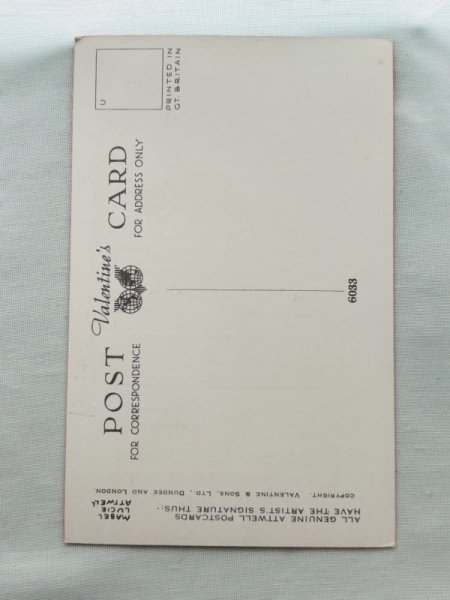 POST Valentine's CARD
FOR CORRESPONDENCE FOR ADDRESS ONLY
U
PRINTED IN
GT. BRITAIN
6033
ALL GENUINE ATTWELL POSTCARDS
HAVE THE ARTIST'S SIGNATURE THUS:-
MABEL
LUCIE
ATTWELL
COPYRIGHT. VALENTINE & SONS, LTD., DUNDEE AND LONDON.